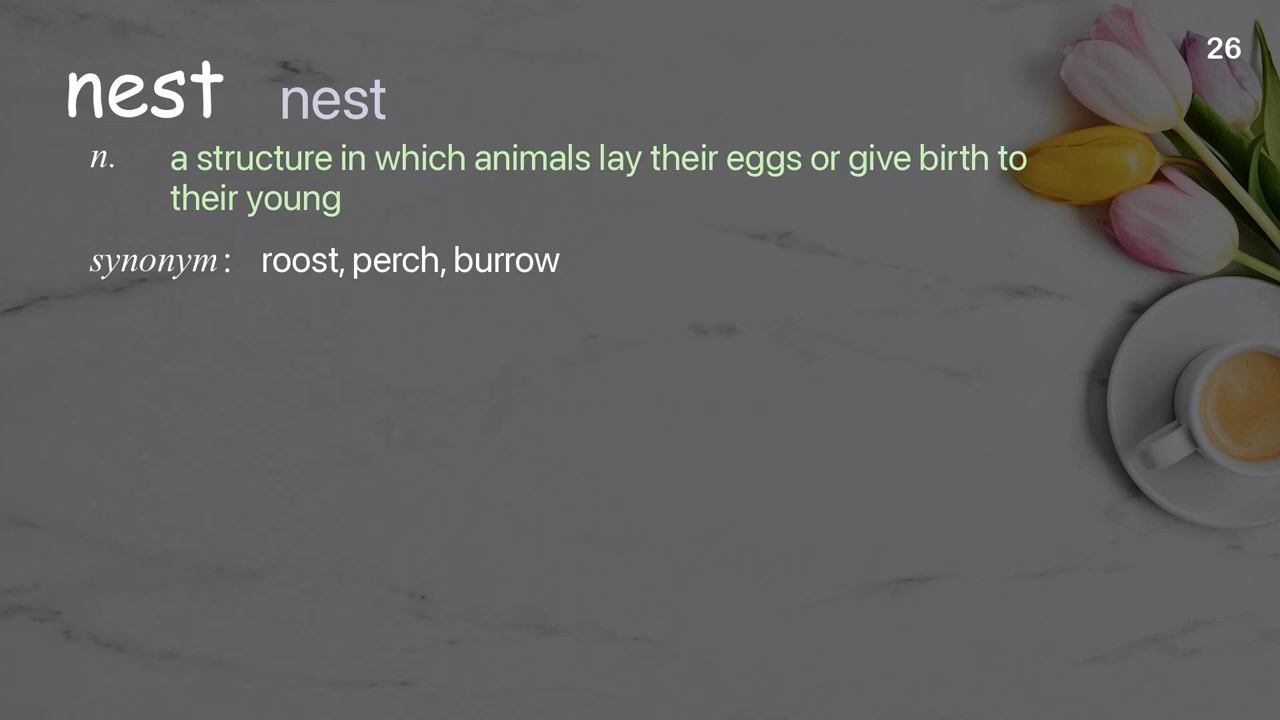 26
nest nest
n. a structure in which animals lay their eggs or give birth to
their young
synonym: roost, perch, burrow